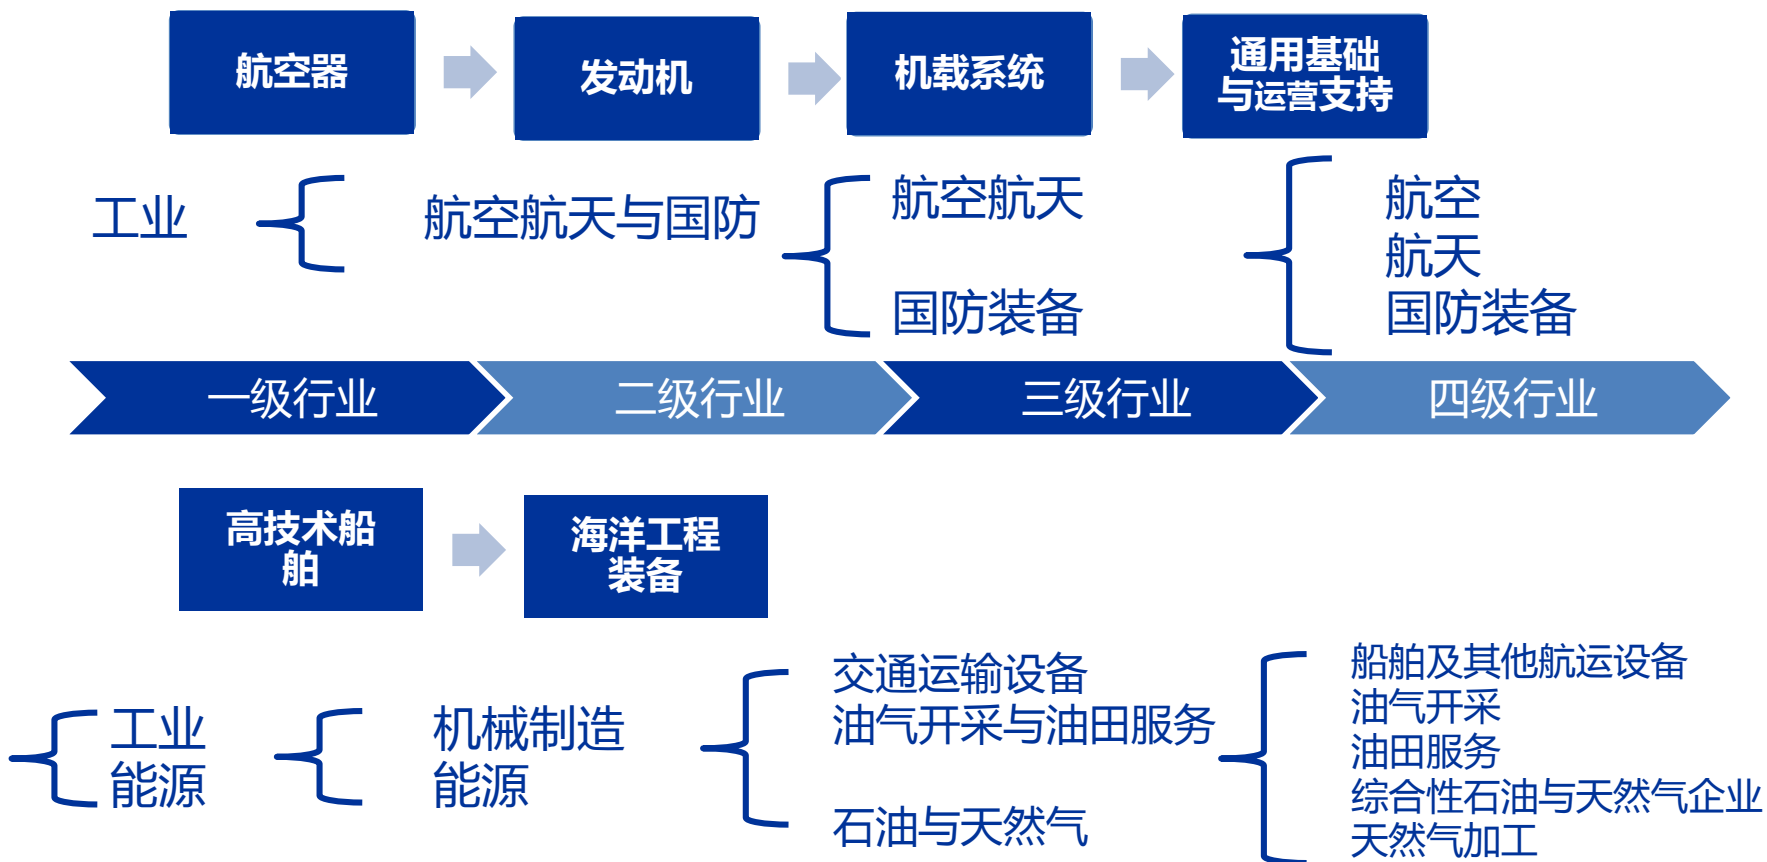 航空器
发动机
机载系统
通用基础
与运营支持
工业
航空航天与国防
航空航天
国防装备
航空
航天
国防装备
一级行业
二级行业
三级行业
四级行业
高技术船
舶
海洋工程
装备
工业
能源
机械制造
能源
交通运输设备
油气开采与油田服务
石油与天然气
船舶及其他航运设备
油气开采
油田服务
综合性石油与天然气企业
天然气加工